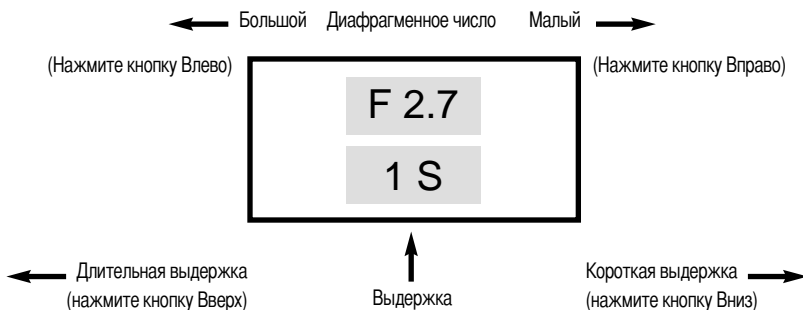 Большой Диафрагменное число Малый
(Нажмите кнопку Влево) (Нажмите кнопку Вправо)
F 2.7
1 S
Длительная выдержка Короткая выдержка
(нажмите кнопку Вверх) Выдержка (нажмите кнопку Вниз)